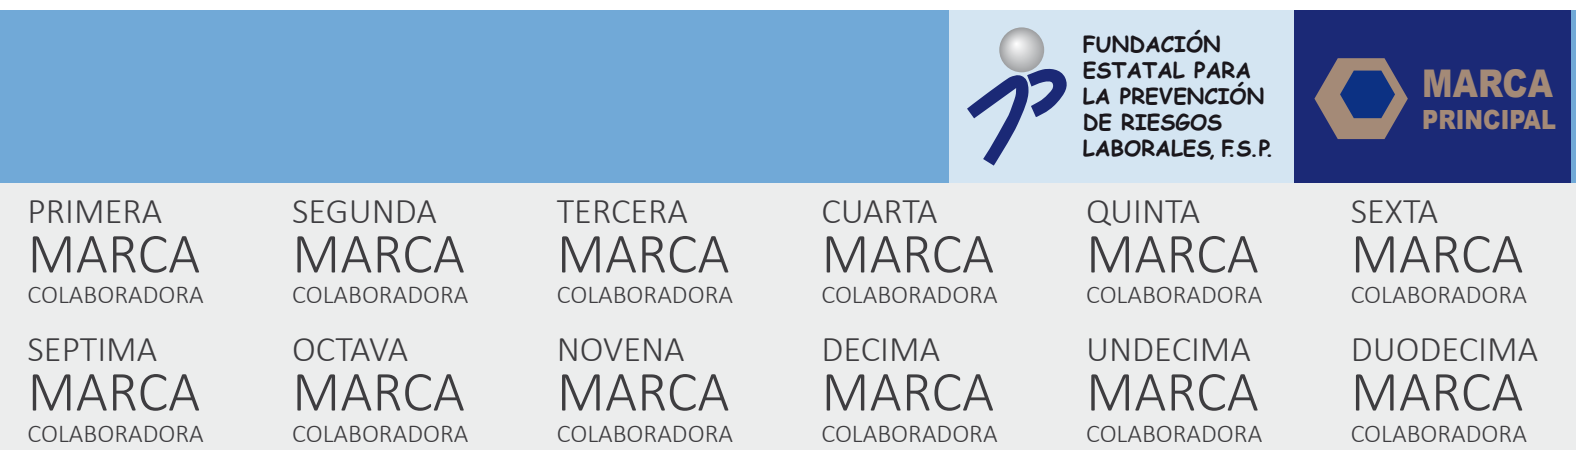 FUNDACIÓN
ESTATAL PARA
LA PREVENCIÓN
DE RIESGOS
LABORALES, F.S.P.
MARCA
PRINCIPAL
PRIMERA
MARCA
COLABORADORA
SEGUNDA
MARCA
COLABORADORA
TERCERA
MARCA
COLABORADORA
CUARTA
MARCA
COLABORADORA
QUINTA
MARCA
COLABORADORA
SEXTA
MARCA
COLABORADORA
SEPTIMA
MARCA
COLABORADORA
OCTAVA
MARCA
COLABORADORA
NOVENA
MARCA
COLABORADORA
DECIMA
MARCA
COLABORADORA
UNDECIMA
MARCA
COLABORADORA
DUODECIMA
MARCA
COLABORADORA